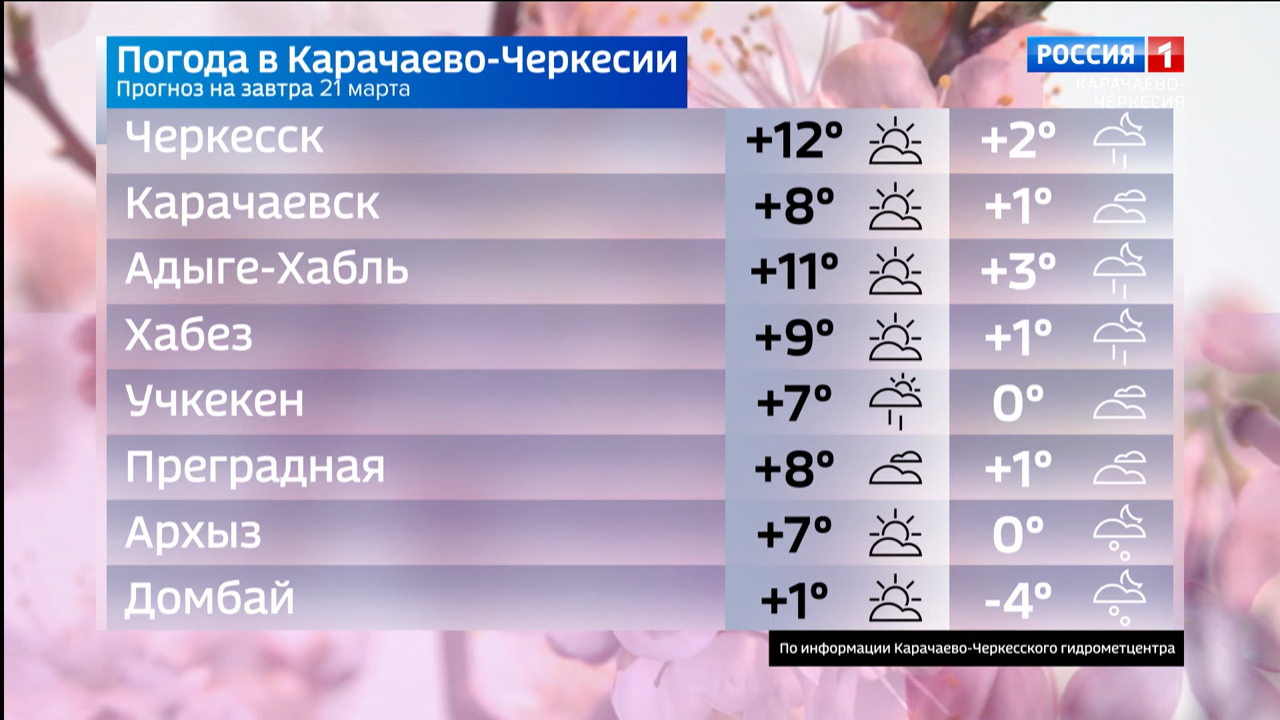 Погода в Карачаево-Черкесии
Прогноз на завтра 21 марта
РОССИЯ 1
КАРАЧАЕВО-
ЧЕРКЕСИЯ
Черкесск +12° +2°
Карачаевск +8° +1°
Адыге-Хабль +11° +3°
Хабез +9° +1°
Учкекен +7° 0°
Преградная +8° +1°
Архыз +7° 0°
Домбай +1° -4°
По информации Карачаево-Черкесского гидрометцентра